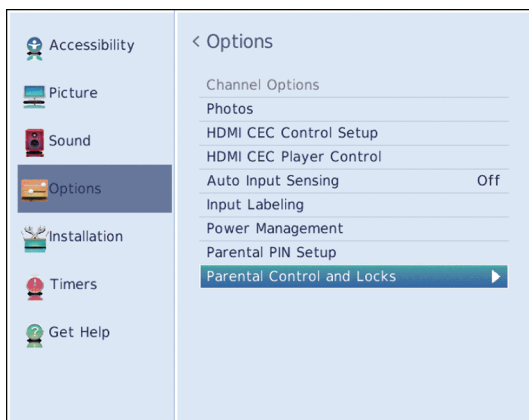 Accessibility
Picture
Sound
Options
Installation
Timers
Get Help
< Options
Channel Options
Photos
HDMI CEC Control Setup
HDMI CEC Player Control
Auto Input Sensing Off
Input Labeling
Power Management
Parental PIN Setup
Parental Control and Locks